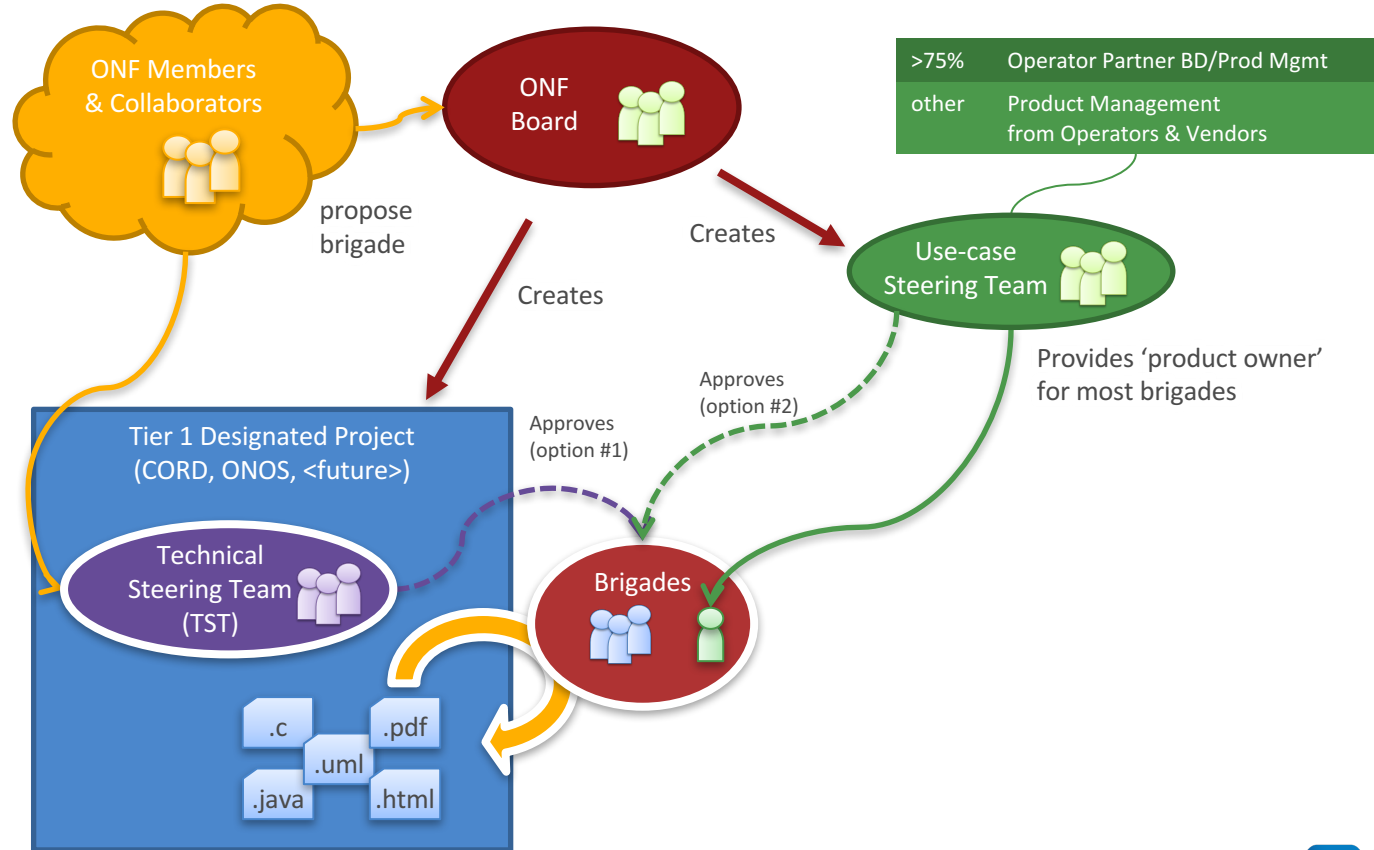 ONF Members
& Collaborators
ONF
Board
>75% Operator Partner BD/Prod Mgmt
other Product Management
from Operators & Vendors
propose
brigade
Creates
Creates
Use-case
Steering Team
Provides ‘product owner’
for most brigades
Approves
(option #2)
Approves
(option #1)
Tier 1 Designated Project
(CORD, ONOS, <future>)
Technical
Steering Team
(TST)
Brigades
.c
.pdf
.uml
.java
.html